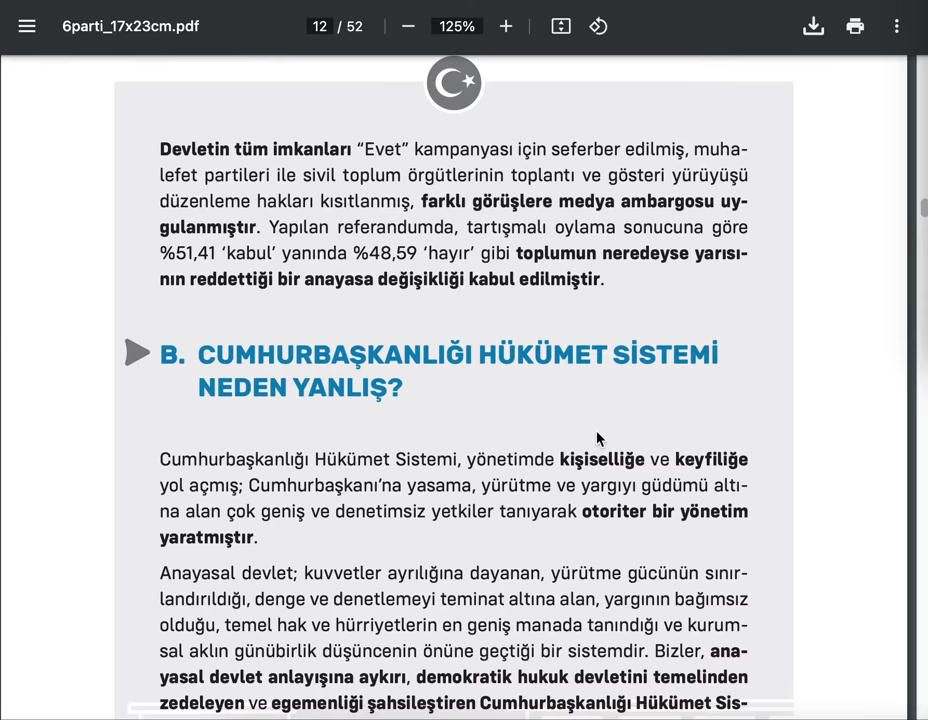 6parti_17x23cm.pdf
12 / 52
125%
Devletin tüm imkanları “Evet” kampanyası için seferber edilmiş, muha-
lefet partileri ile sivil toplum örgütlerinin toplantı ve gösteri yürüyüşü
düzenleme hakları kısıtlanmış, farklı görüşlere medya ambargosu uy-
gulanmıştır. Yapılan referandumda, tartışmalı oylama sonucuna göre
%51,41 ‘kabul’ yanında %48,59 ‘hayır’ gibi toplumun neredeyse yarısı-
nın reddettiği bir anayasa değişikliği kabul edilmiştir.
B. CUMHURBAŞKANLIĞI HÜKÜMET SİSTEMİ
NEDEN YANLIŞ?
Cumhurbaşkanlığı Hükümet Sistemi, yönetimde kişiselliğe ve keyfiliğe
yol açmış; Cumhurbaşkanı’na yasama, yürütme ve yargıyı güdümü altı-
na alan çok geniş ve denetimsiz yetkiler tanıyarak otoriter bir yönetim
yaratmıştır.
Anayasal devlet; kuvvetler ayrılığına dayanan, yürütme gücünün sınır-
landırıldığı, denge ve denetlemeyi teminat altına alan, yargının bağımsız
olduğu, temel hak ve hürriyetlerin en geniş manada tanındığı ve kurum-
sal aklın günübirlik düşüncenin önüne geçtiği bir sistemdir. Bizler, ana-
yasal devlet anlayışına aykırı, demokratik hukuk devletini temelinden
zedeleyen ve egemenliği şahsileştiren Cumhurbaşkanlığı Hükümet Sis-